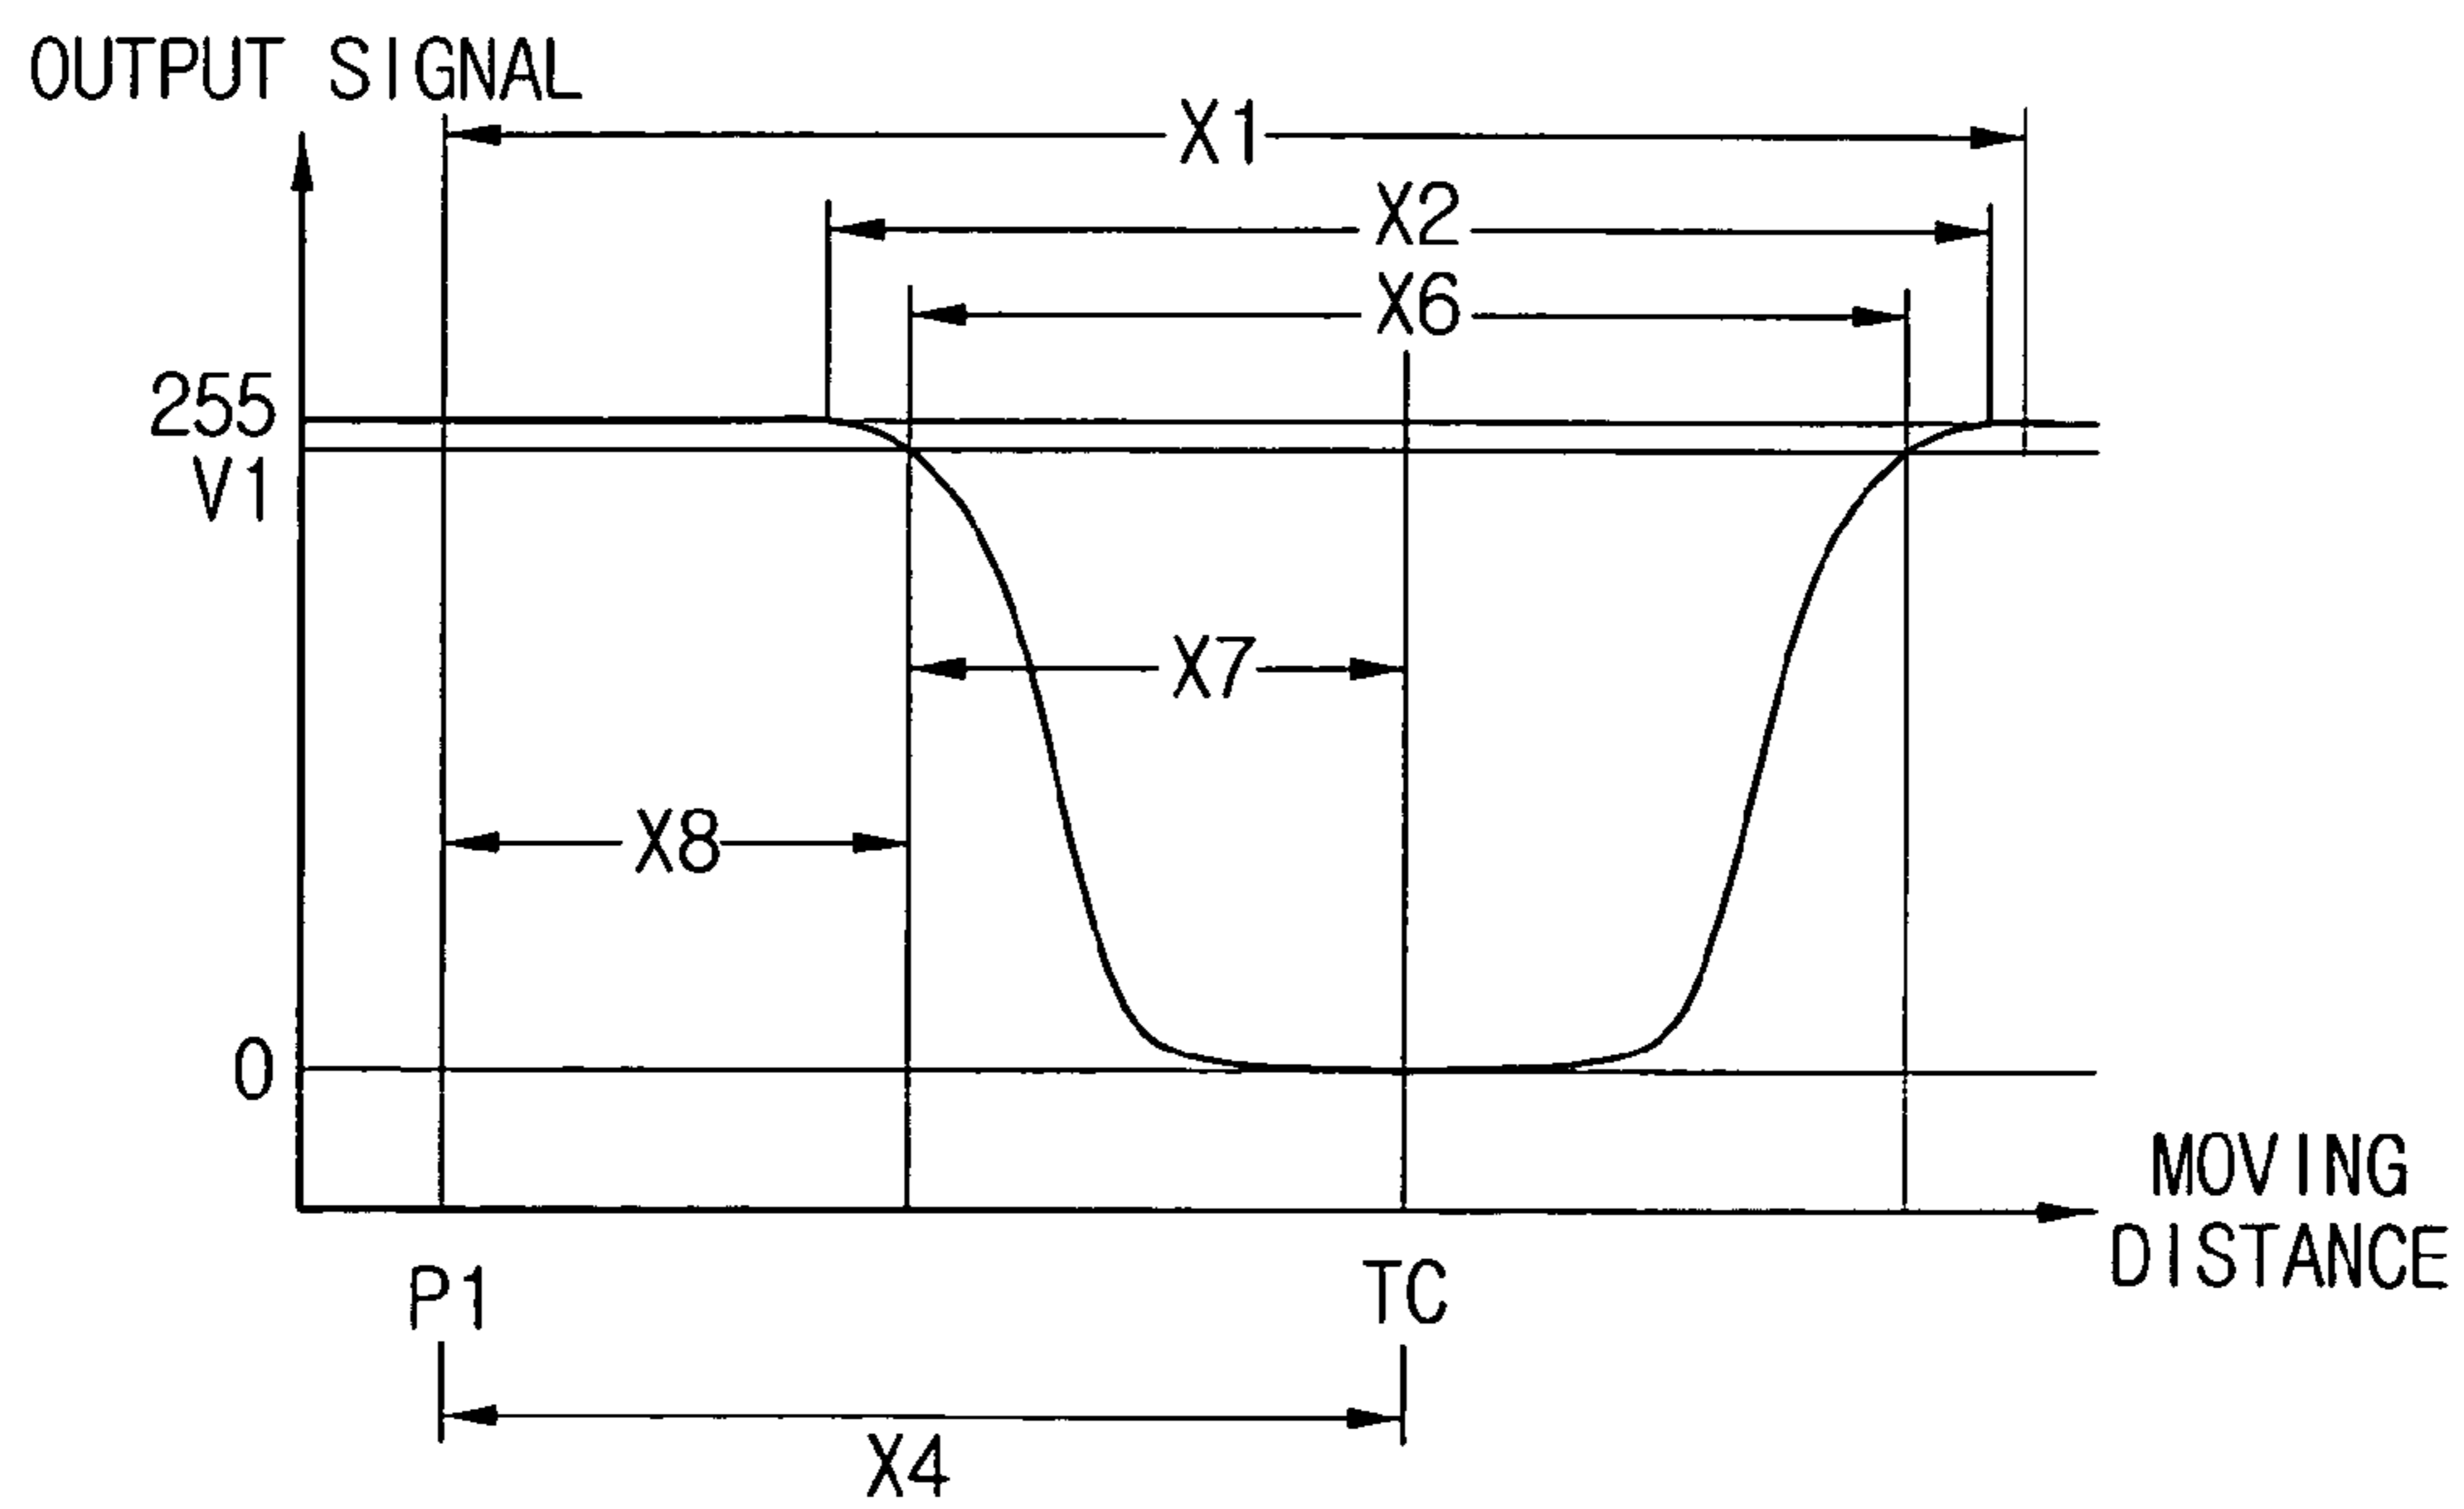 OUTPUT SIGNAL
X1
X2
X6
255
V1
X7
X8
0
MOVING
DISTANCE
P1
TC
X4